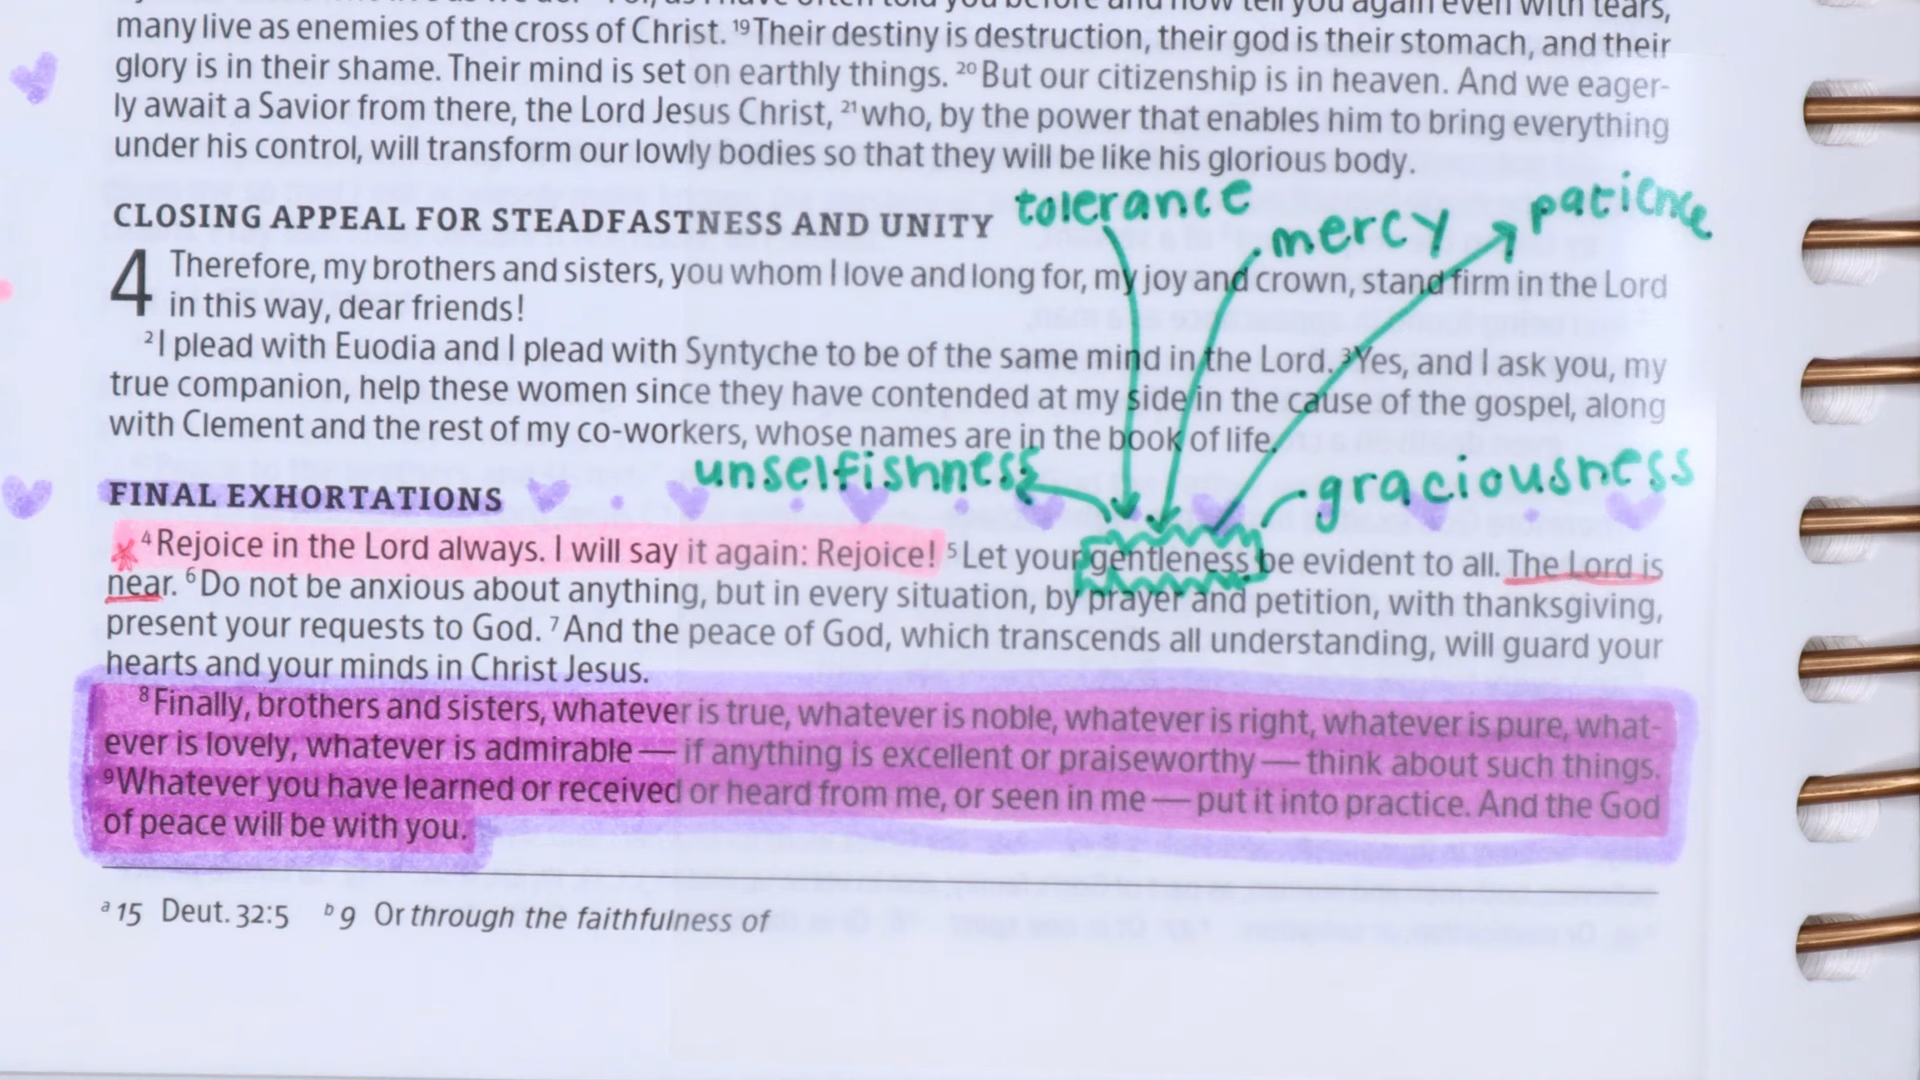 many live as enemies of the cross of Christ. 19 Their destiny is destruction, their god is their stomach, and their
glory is in their shame. Their mind is set on earthly things. 20 But our citizenship is in heaven. And we eager-
ly await a Savior from there, the Lord Jesus Christ, 21 who, by the power that enables him to bring everything
under his control, will transform our lowly bodies so that they will be like his glorious body.
tolerance
mercy
patience
CLOSING APPEAL FOR STEADFASTNESS AND UNITY
4 Therefore, my brothers and sisters, you whom I love and long for, my joy and crown, stand firm in the Lord
in this way, dear friends!
2 I plead with Euodia and I plead with Syntyche to be of the same mind in the Lord. 3 Yes, and I ask you, my
true companion, help these women since they have contended at my side in the cause of the gospel, along
with Clement and the rest of my co-workers, whose names are in the book of life.
unselfishness
graciousness
FINAL EXHORTATIONS
4 Rejoice in the Lord always. I will say it again: Rejoice! 5 Let your gentleness be evident to all. The Lord is
near. 6 Do not be anxious about anything, but in every situation, by prayer and petition, with thanksgiving,
present your requests to God. 7 And the peace of God, which transcends all understanding, will guard your
hearts and your minds in Christ Jesus.
8 Finally, brothers and sisters, whatever is true, whatever is noble, whatever is right, whatever is pure, what-
ever is lovely, whatever is admirable — if anything is excellent or praiseworthy — think about such things.
9 Whatever you have learned or received or heard from me, or seen in me — put it into practice. And the God
of peace will be with you.
a 15 Deut. 32:5 b 9 Or through the faithfulness of